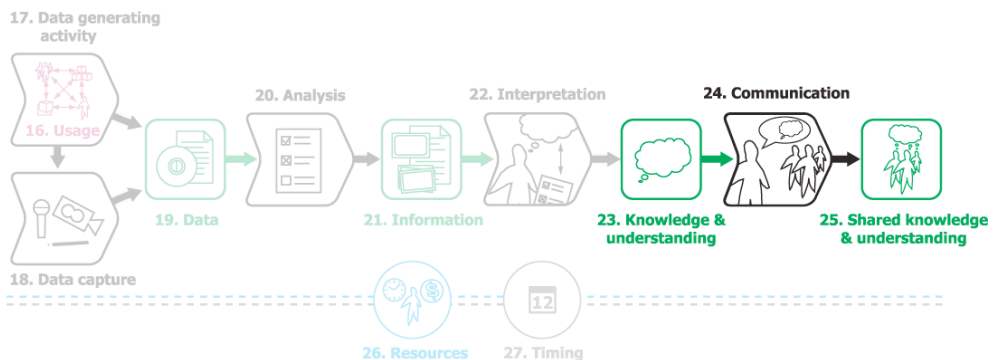 17. Data generating
activity
16. Usage
18. Data capture
19. Data
20. Analysis
21. Information
22. Interpretation
23. Knowledge &
understanding
24. Communication
25. Shared knowledge
& understanding
12
26. Resources
27. Timing
$